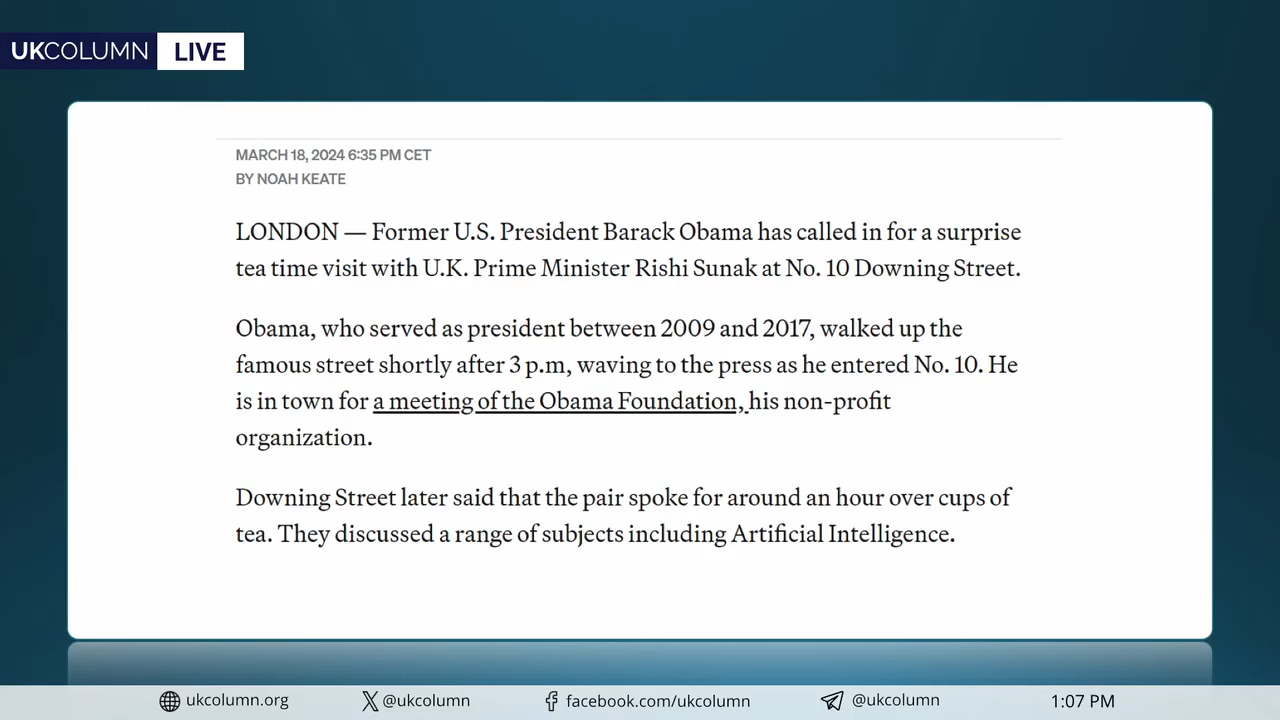 UKCOLUMN LIVE
MARCH 18, 2024 6:35 PM CET
BY NOAH KEATE
LONDON — Former U.S. President Barack Obama has called in for a surprise
tea time visit with U.K. Prime Minister Rishi Sunak at No. 10 Downing Street.
Obama, who served as president between 2009 and 2017, walked up the
famous street shortly after 3 p.m, waving to the press as he entered No. 10. He
is in town for a meeting of the Obama Foundation, his non-profit
organization.
Downing Street later said that the pair spoke for around an hour over cups of
tea. They discussed a range of subjects including Artificial Intelligence.
ukcolumn.org @ukcolumn facebook.com/ukcolumn @ukcolumn 1:07 PM